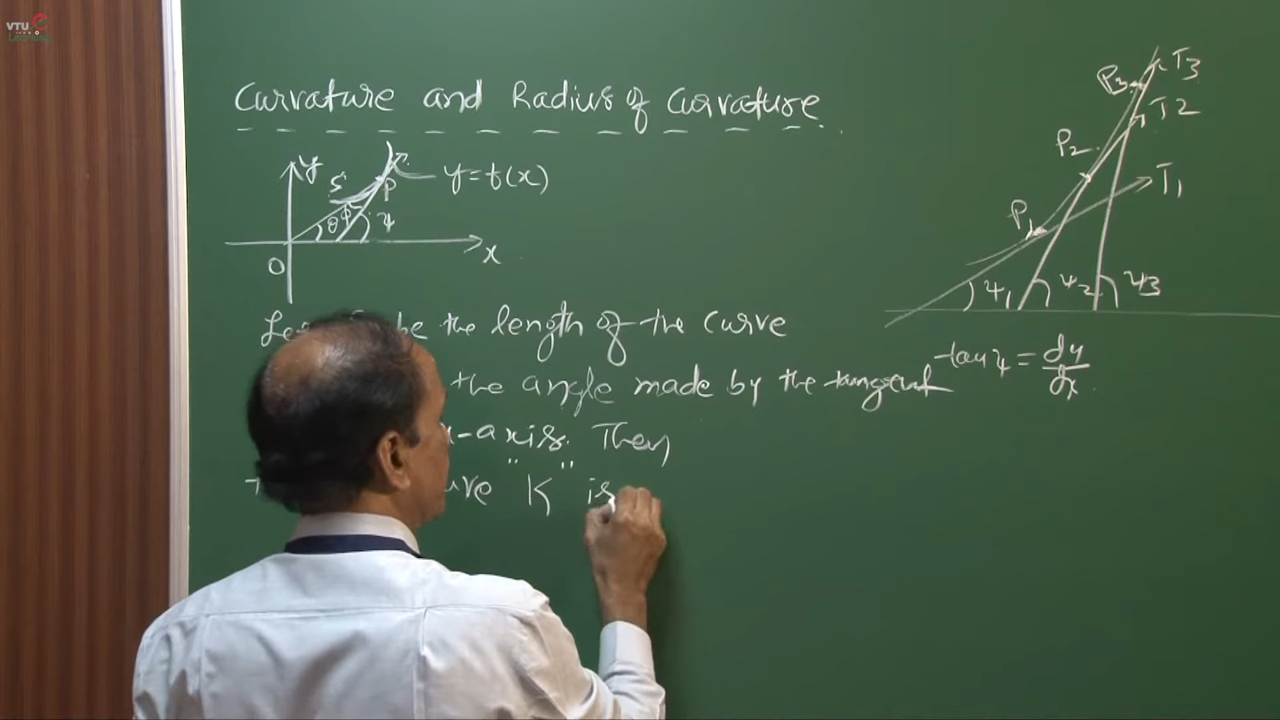 VTU e
Learning
Curvature and Radius of Curvature.
y
S
P
y=f(x)
θ φ ψ
O
x
be the length of the curve
the angle made by the tangent
x-axis. Then
"K" is
P3
T3
T2
P2
T1
P1
ψ1 ψ2 ψ3
tan ψ = dy/dx